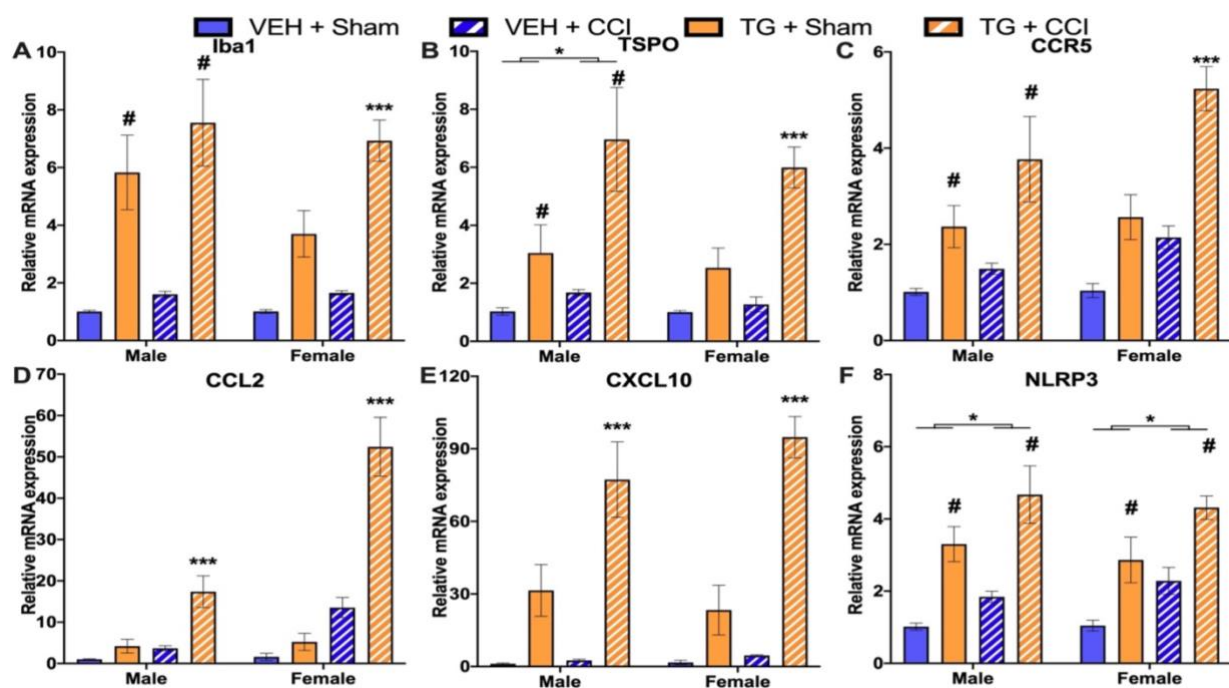 VEH + Sham VEH + CCI TG + Sham TG + CCI
A Iba1
Relative mRNA expression
10
8
6
4
2
0
# # ***
Male Female
B TSPO
Relative mRNA expression
10
8
6
4
2
0
* # # ***
Male Female
C CCR5
Relative mRNA expression
6
4
2
0
# # ***
Male Female
D CCL2
Relative mRNA expression
70
60
50
40
30
20
10
0
*** ***
Male Female
E CXCL10
Relative mRNA expression
120
90
60
30
0
*** ***
Male Female
F NLRP3
Relative mRNA expression
8
6
4
2
0
* # # * # #
Male Female